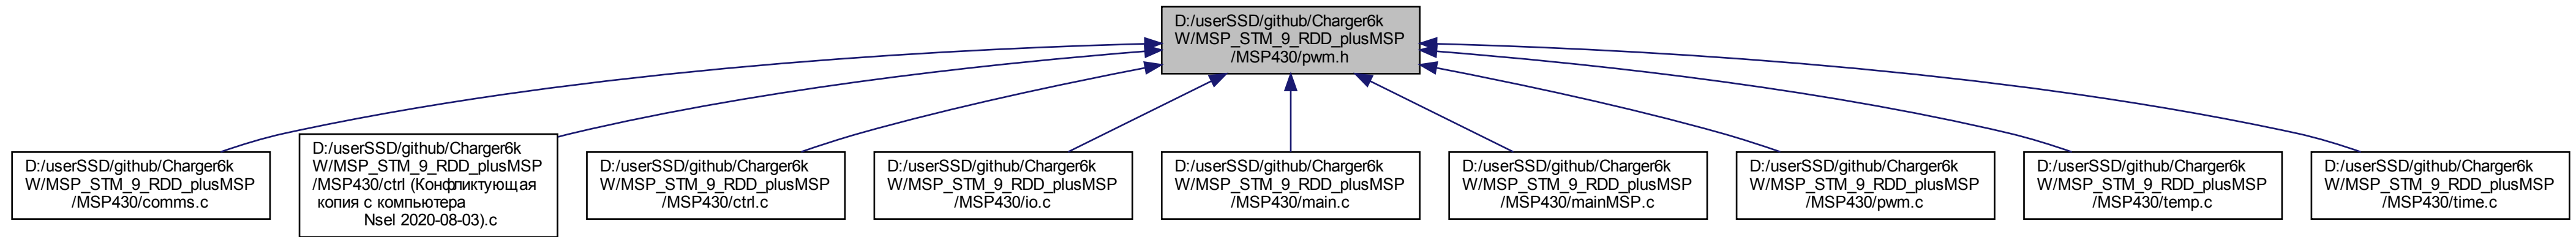 D:/userSSD/github/Charger6k
W/MSP_STM_9_RDD_plusMSP
/MSP430/pwm.h
D:/userSSD/github/Charger6k
W/MSP_STM_9_RDD_plusMSP
/MSP430/comms.c
D:/userSSD/github/Charger6k
W/MSP_STM_9_RDD_plusMSP
/MSP430/ctrl (Конфликтующая
копия с компьютера
Nsel 2020-08-03).c
D:/userSSD/github/Charger6k
W/MSP_STM_9_RDD_plusMSP
/MSP430/ctrl.c
D:/userSSD/github/Charger6k
W/MSP_STM_9_RDD_plusMSP
/MSP430/io.c
D:/userSSD/github/Charger6k
W/MSP_STM_9_RDD_plusMSP
/MSP430/main.c
D:/userSSD/github/Charger6k
W/MSP_STM_9_RDD_plusMSP
/MSP430/mainMSP.c
D:/userSSD/github/Charger6k
W/MSP_STM_9_RDD_plusMSP
/MSP430/pwm.c
D:/userSSD/github/Charger6k
W/MSP_STM_9_RDD_plusMSP
/MSP430/temp.c
D:/userSSD/github/Charger6k
W/MSP_STM_9_RDD_plusMSP
/MSP430/time.c